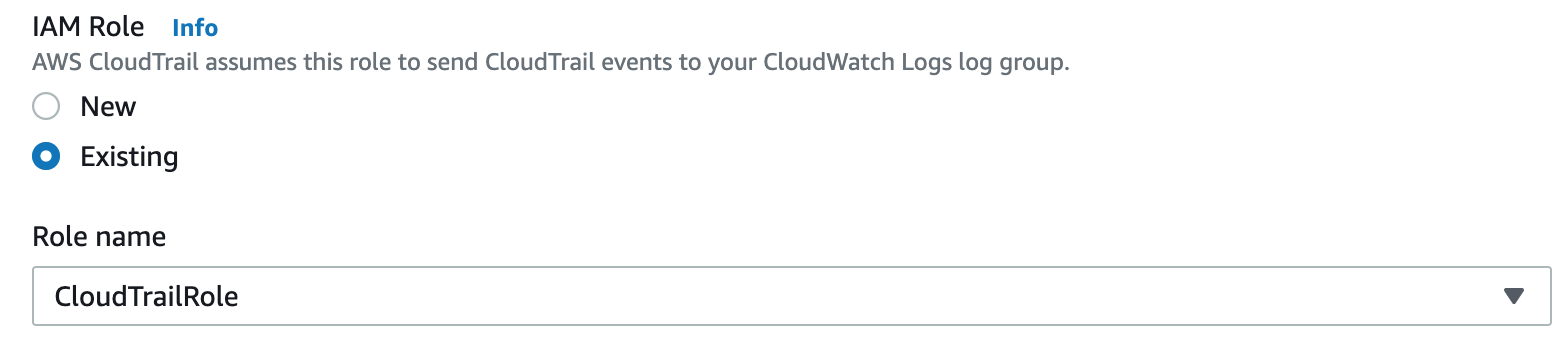 IAM Role Info
AWS CloudTrail assumes this role to send CloudTrail events to your CloudWatch Logs log group.
New
Existing
Role name
CloudTrailRole